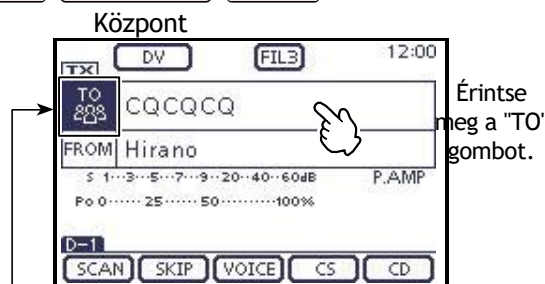 Központ
DV FIL3 12:00
TX
TO CQCQCQ
FROM Hirano
S 1···3··5···7···9··20··40··60dB P.AMP
Po 0······ 25 ······ 50 ·········100%
D-1
SCAN SKIP VOICE CS CD
Érintse
meg a "TO"
gombot.